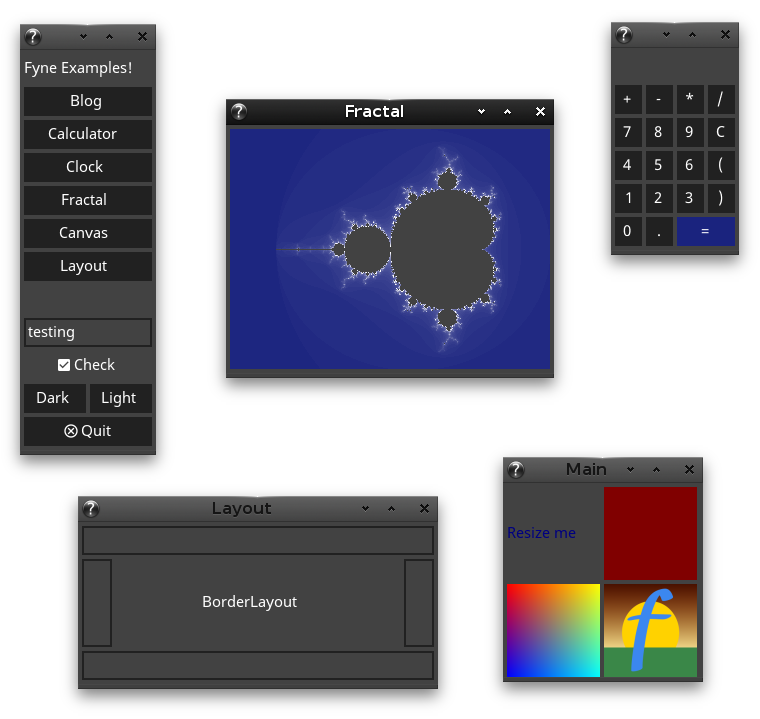 Fyne Examples!
Blog
Calculator
Clock
Fractal
Canvas
Layout
testing
Check
Dark Light
Quit
Fractal
+ - * /
7 8 9 C
4 5 6 (
1 2 3 )
0 . =
Layout
BorderLayout
Main
Resize me
f